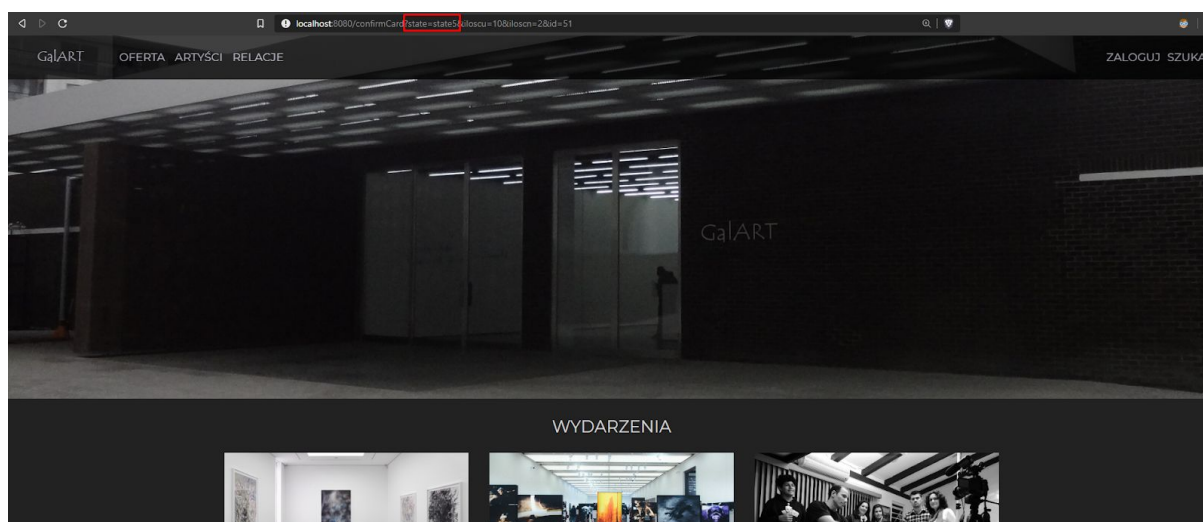 localhost:8080/confirmCard?state=state5&iloscu=10&iloscn=2&id=51
GalART OFERTA ARTYŚCI RELACJE ZALOGUJ SZUKA
GalART
WYDARZENIA